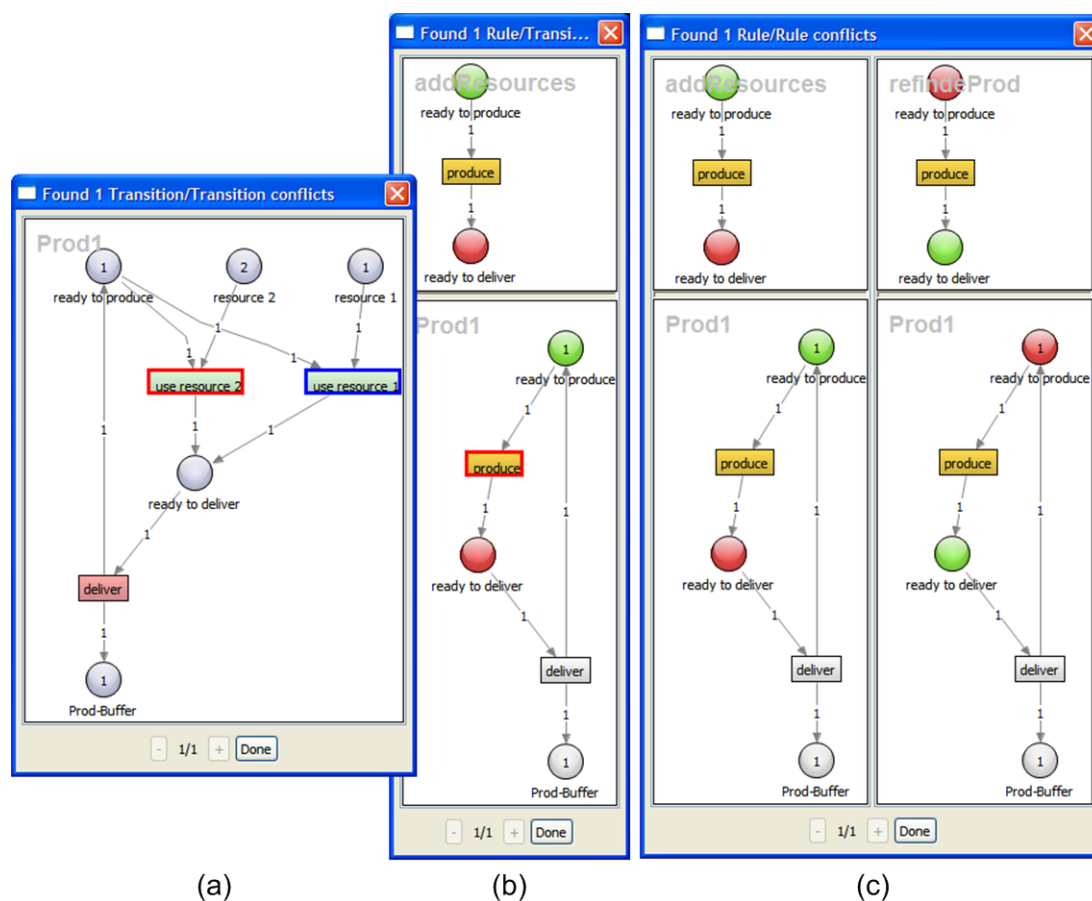 Found 1 Transition/Transition conflicts
Prod1
1
2
1
ready to produce
resource 2
resource 1
1
1
1
1
use resource 2
use resource 1
1
1
1
ready to deliver
1
deliver
1
1
Prod-Buffer
- 1/1 + Done
(a)
Found 1 Rule/Transi...
addResources
ready to produce
1
produce
1
ready to deliver
Prod1
1
ready to produce
1
produce
1
1
ready to deliver
1
deliver
1
1
Prod-Buffer
- 1/1 + Done
(b)
Found 1 Rule/Rule conflicts
addResources
ready to produce
1
produce
1
ready to deliver
refindeProd
ready to produce
1
produce
1
ready to deliver
Prod1
1
ready to produce
1
produce
1
1
ready to deliver
1
deliver
1
1
Prod-Buffer
Prod1
1
ready to produce
1
produce
1
1
ready to deliver
1
deliver
1
1
Prod-Buffer
- 1/1 + Done
(c)